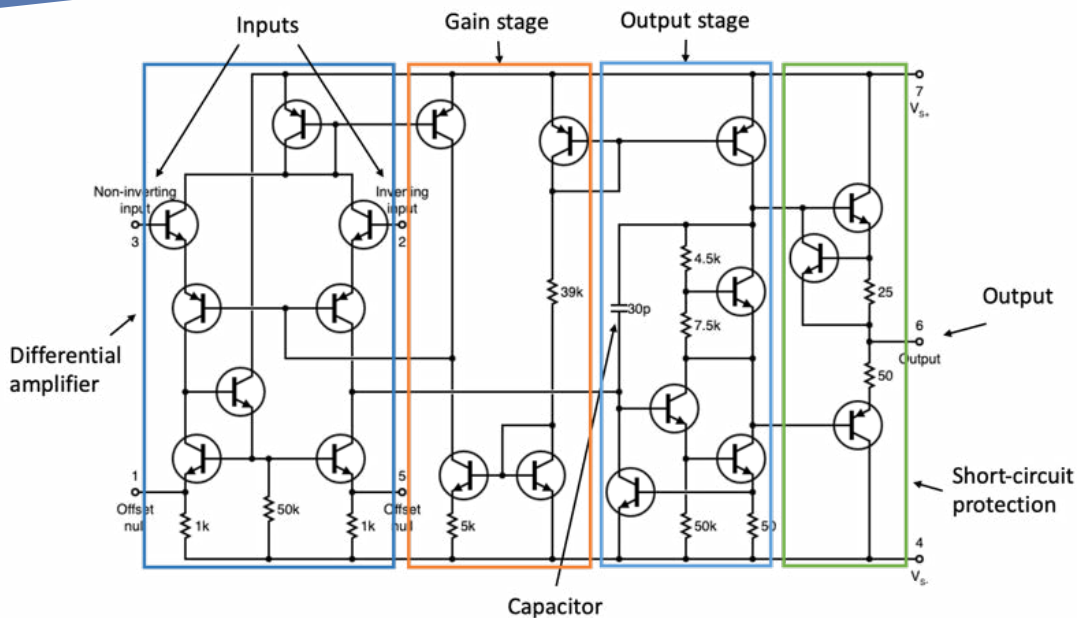 Inputs
Gain stage
Output stage
7
V_S+
Non-inverting
input
3
Inverting
input
2
4.5k
39k
30p
7.5k
25
Output
6
Output
50
Differential
amplifier
1
Offset
null
5
Offset
null
1k
50k
1k
5k
50k
50
Short-circuit
protection
4
V_S-
Capacitor